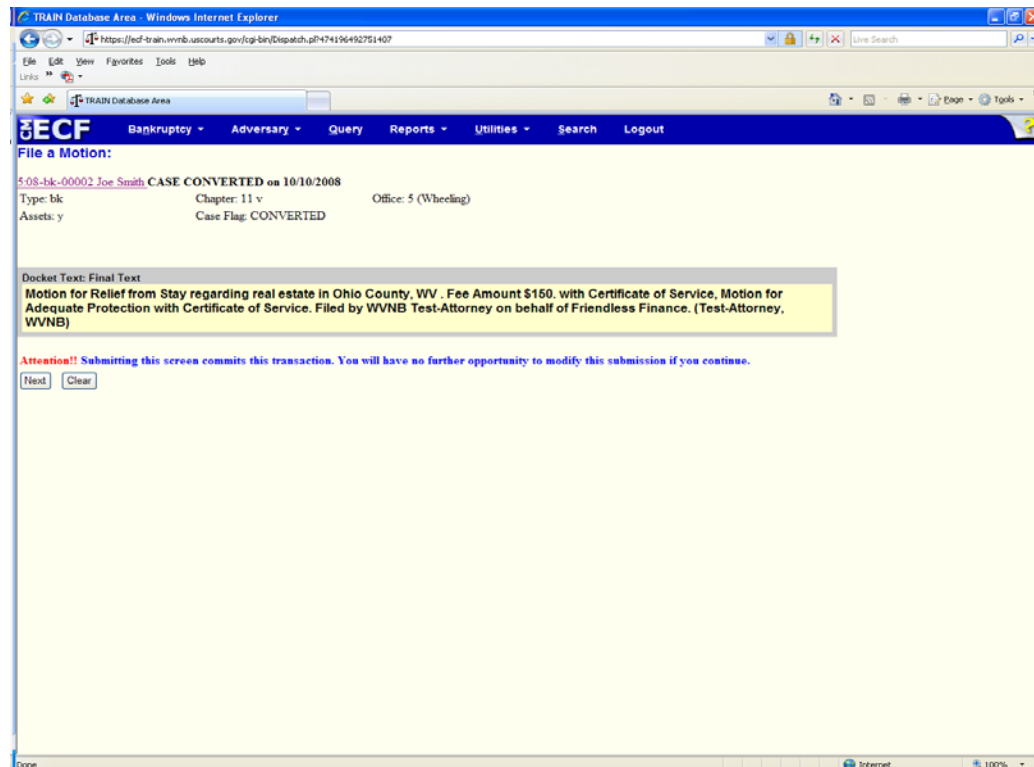 TRAIN Database Area - Windows Internet Explorer
https://ecf-train.wvnb.uscourts.gov/cgi-bin/Dispatch.pl?474196492751407
Live Search
File Edit View Favorites Tools Help
Links »
TRAIN Database Area
Page Tools
CM ECF Bankruptcy Adversary Query Reports Utilities Search Logout ?
File a Motion:
5:08-bk-00002 Joe Smith CASE CONVERTED on 10/10/2008
Type: bk Chapter: 11 v Office: 5 (Wheeling)
Assets: y Case Flag: CONVERTED
Docket Text: Final Text
Motion for Relief from Stay regarding real estate in Ohio County, WV . Fee Amount $150. with Certificate of Service, Motion for
Adequate Protection with Certificate of Service. Filed by WVNB Test-Attorney on behalf of Friendless Finance. (Test-Attorney,
WVNB)
Attention!! Submitting this screen commits this transaction. You will have no further opportunity to modify this submission if you continue.
Next Clear
Done Internet 100%